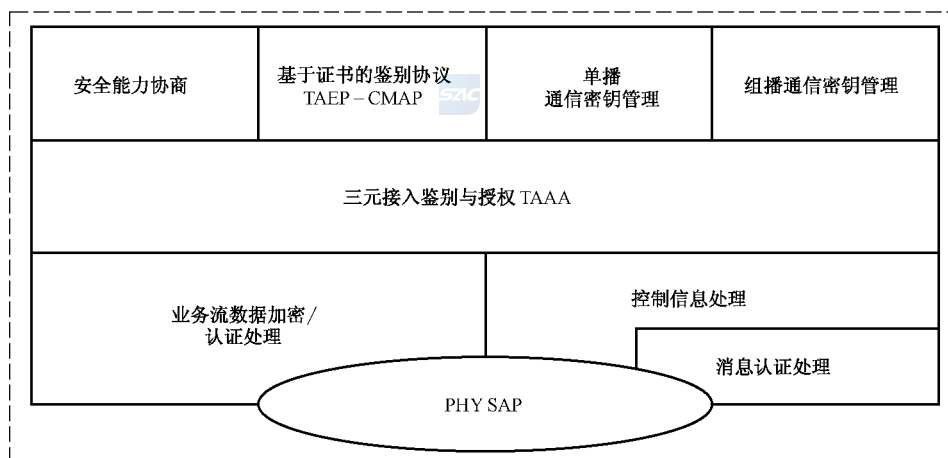 安全能力协商
基于证书的鉴别协议
TAEP – CMAP
SAC
单播
通信密钥管理
组播通信密钥管理
三元接入鉴别与授权 TAAA
业务流数据加密/
认证处理
控制信息处理
消息认证处理
PHY SAP